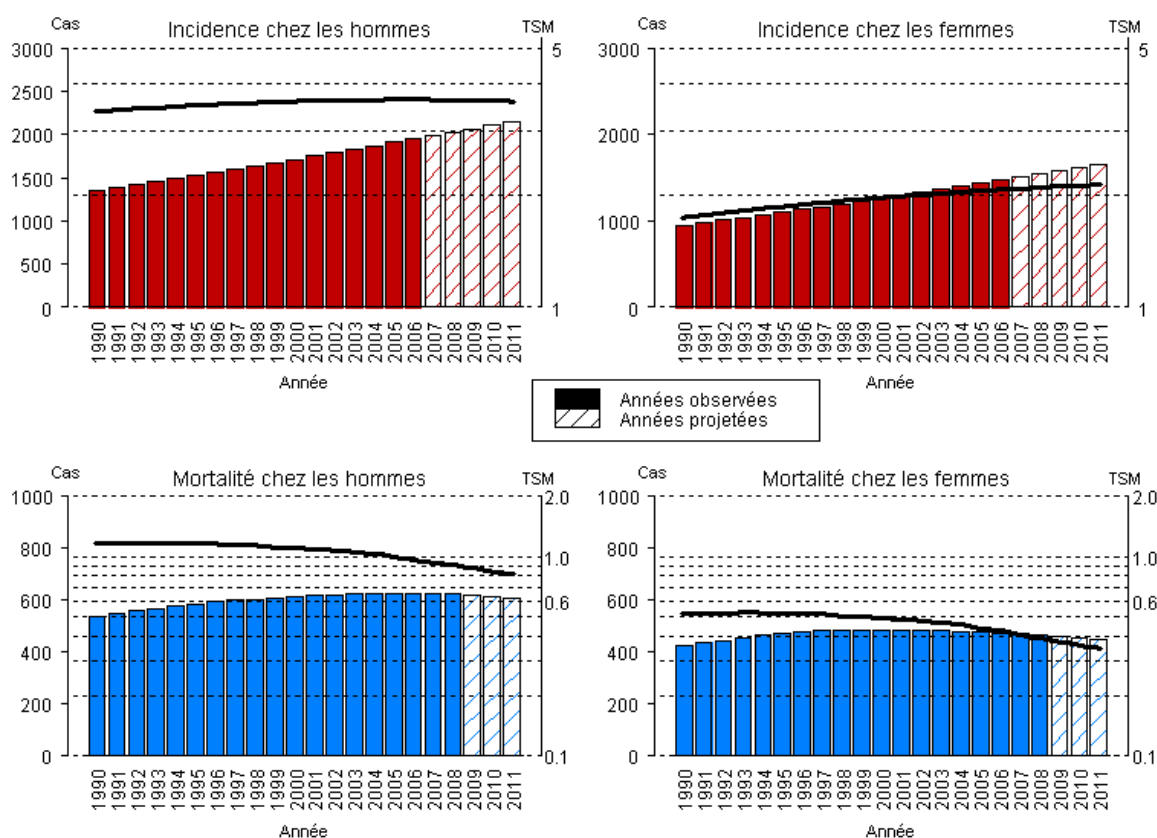 Cas Incidence chez les hommes TSM
3000
2500
2000
1500
1000
500
0
5
1
1990 1991 1992 1993 1994 1995 1996 1997 1998 1999 2000 2001 2002 2003 2004 2005 2006 2007 2008 2009 2010 2011
Année
Cas Incidence chez les femmes TSM
3000
2500
2000
1500
1000
500
0
5
1
1990 1991 1992 1993 1994 1995 1996 1997 1998 1999 2000 2001 2002 2003 2004 2005 2006 2007 2008 2009 2010 2011
Année
Années observées
Années projetées
Cas Mortalité chez les hommes TSM
1000
800
600
400
200
0
2.0
1.0
0.6
0.1
1990 1991 1992 1993 1994 1995 1996 1997 1998 1999 2000 2001 2002 2003 2004 2005 2006 2007 2008 2009 2010 2011
Année
Cas Mortalité chez les femmes TSM
1000
800
600
400
200
0
2.0
1.0
0.6
0.1
1990 1991 1992 1993 1994 1995 1996 1997 1998 1999 2000 2001 2002 2003 2004 2005 2006 2007 2008 2009 2010 2011
Année